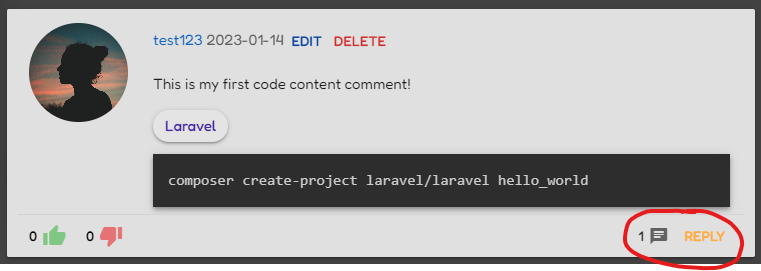 test123 2023-01-14 EDIT DELETE
This is my first code content comment!
Laravel
composer create-project laravel/laravel hello_world
0 0 1 REPLY